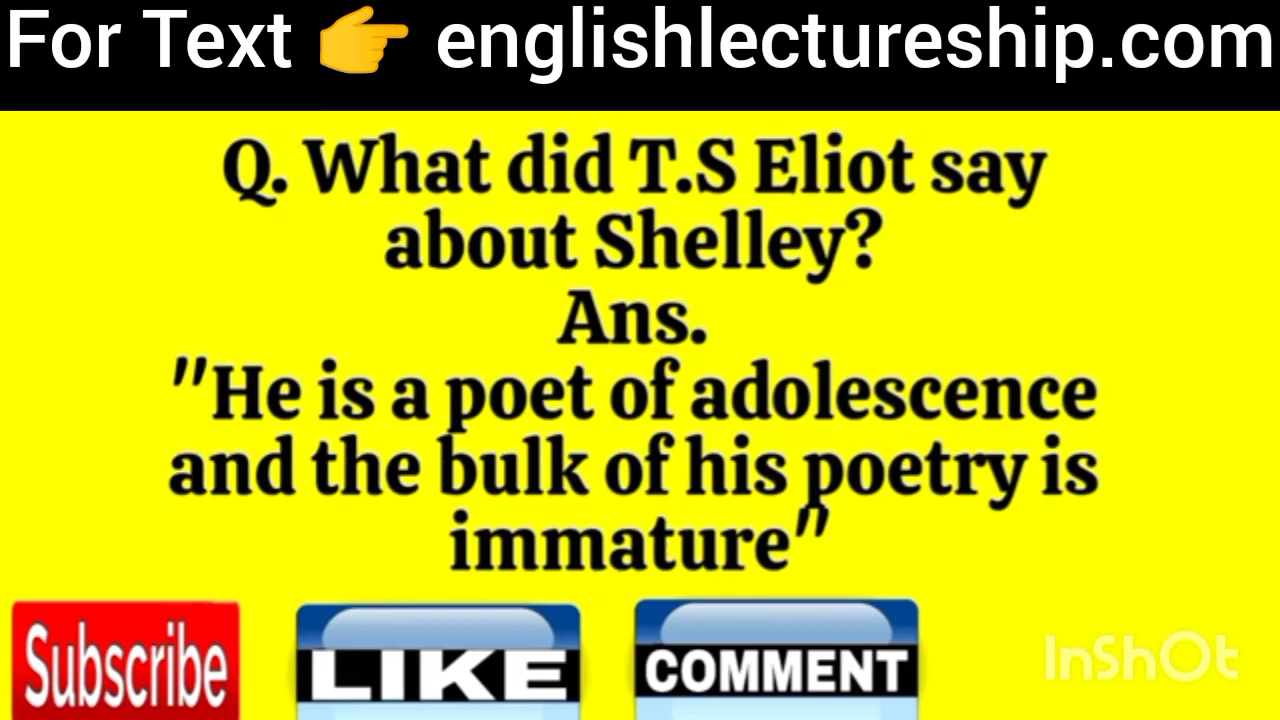 For Text 👉 englishlectureship.com
Q. What did T.S Eliot say
about Shelley?
Ans.
"He is a poet of adolescence
and the bulk of his poetry is
immature"
Subscribe
LIKE
COMMENT
InShOt